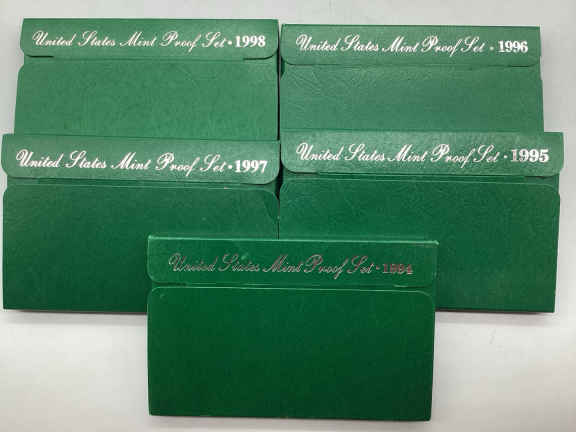 United States Mint Proof Set · 1998
United States Mint Proof Set · 1996
United States Mint Proof Set · 1997
United States Mint Proof Set · 1995
United States Mint Proof Set · 1994